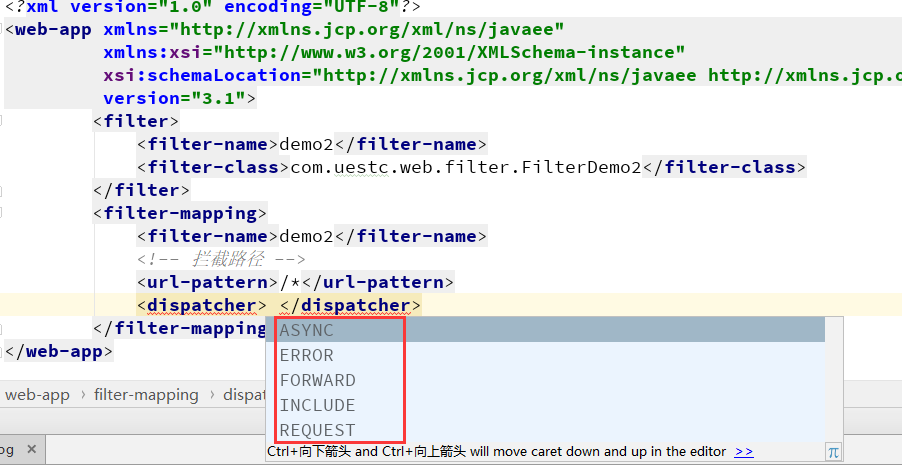 <?xml version="1.0" encoding="UTF-8"?>
<web-app xmlns="http://xmlns.jcp.org/xml/ns/javaee"
xmlns:xsi="http://www.w3.org/2001/XMLSchema-instance"
xsi:schemaLocation="http://xmlns.jcp.org/xml/ns/javaee http://xmlns.jcp.o
version="3.1">
<filter>
<filter-name>demo2</filter-name>
<filter-class>com.uestc.web.filter.FilterDemo2</filter-class>
</filter>
<filter-mapping>
<filter-name>demo2</filter-name>
<!-- 拦截路径 -->
<url-pattern>/*</url-pattern>
<dispatcher> </dispatcher>
</filter-mapping
ASYNC
</web-app>
ERROR
FORWARD
INCLUDE
REQUEST
web-app › filter-mapping › dispat
Ctrl+向下箭头 and Ctrl+向上箭头 will move caret down and up in the editor >>
π
og ×